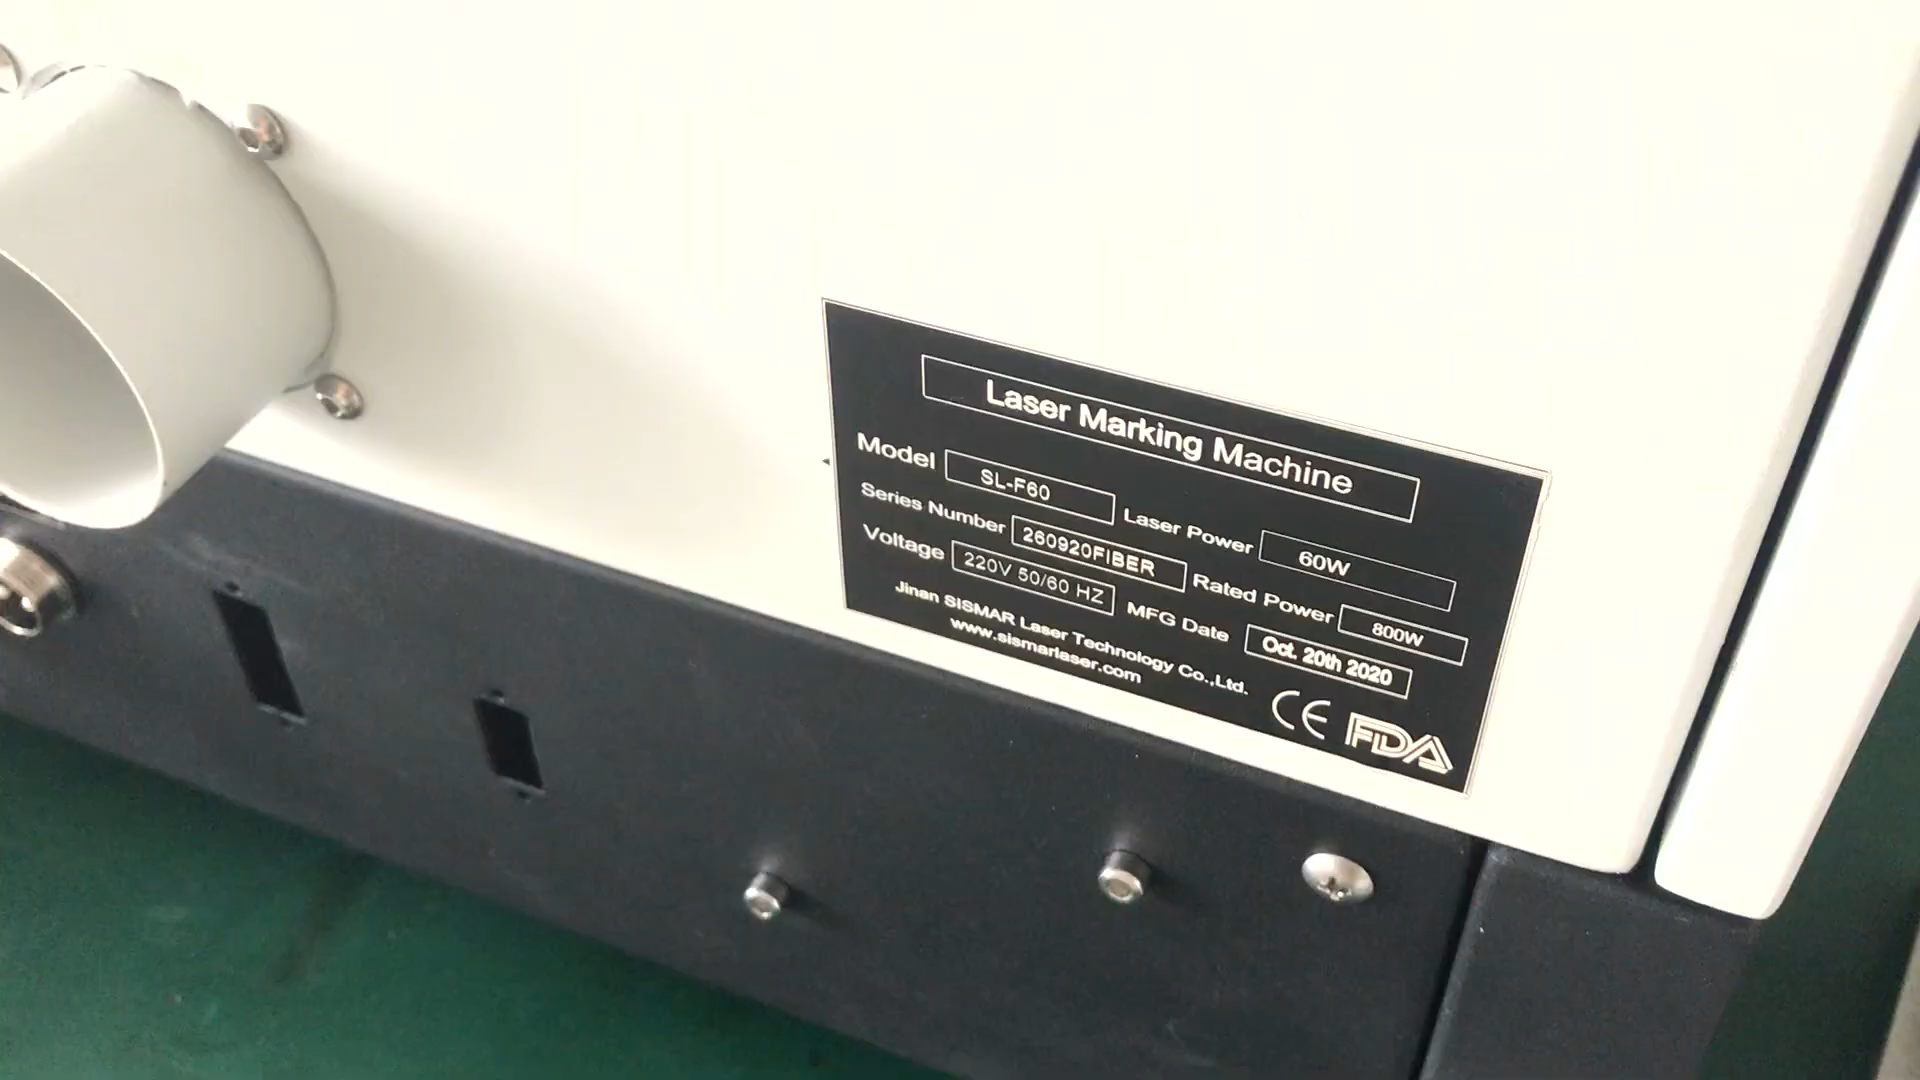 Laser Marking Machine
Model SL-F60 Laser Power 60W
Series Number 260920FIBER Rated Power 800W
Voltage 220V 50/60 HZ MFG Date Oct. 20th 2020
Jinan SISMAR Laser Technology Co.,Ltd.
www.sismarlaser.com
CE FDA